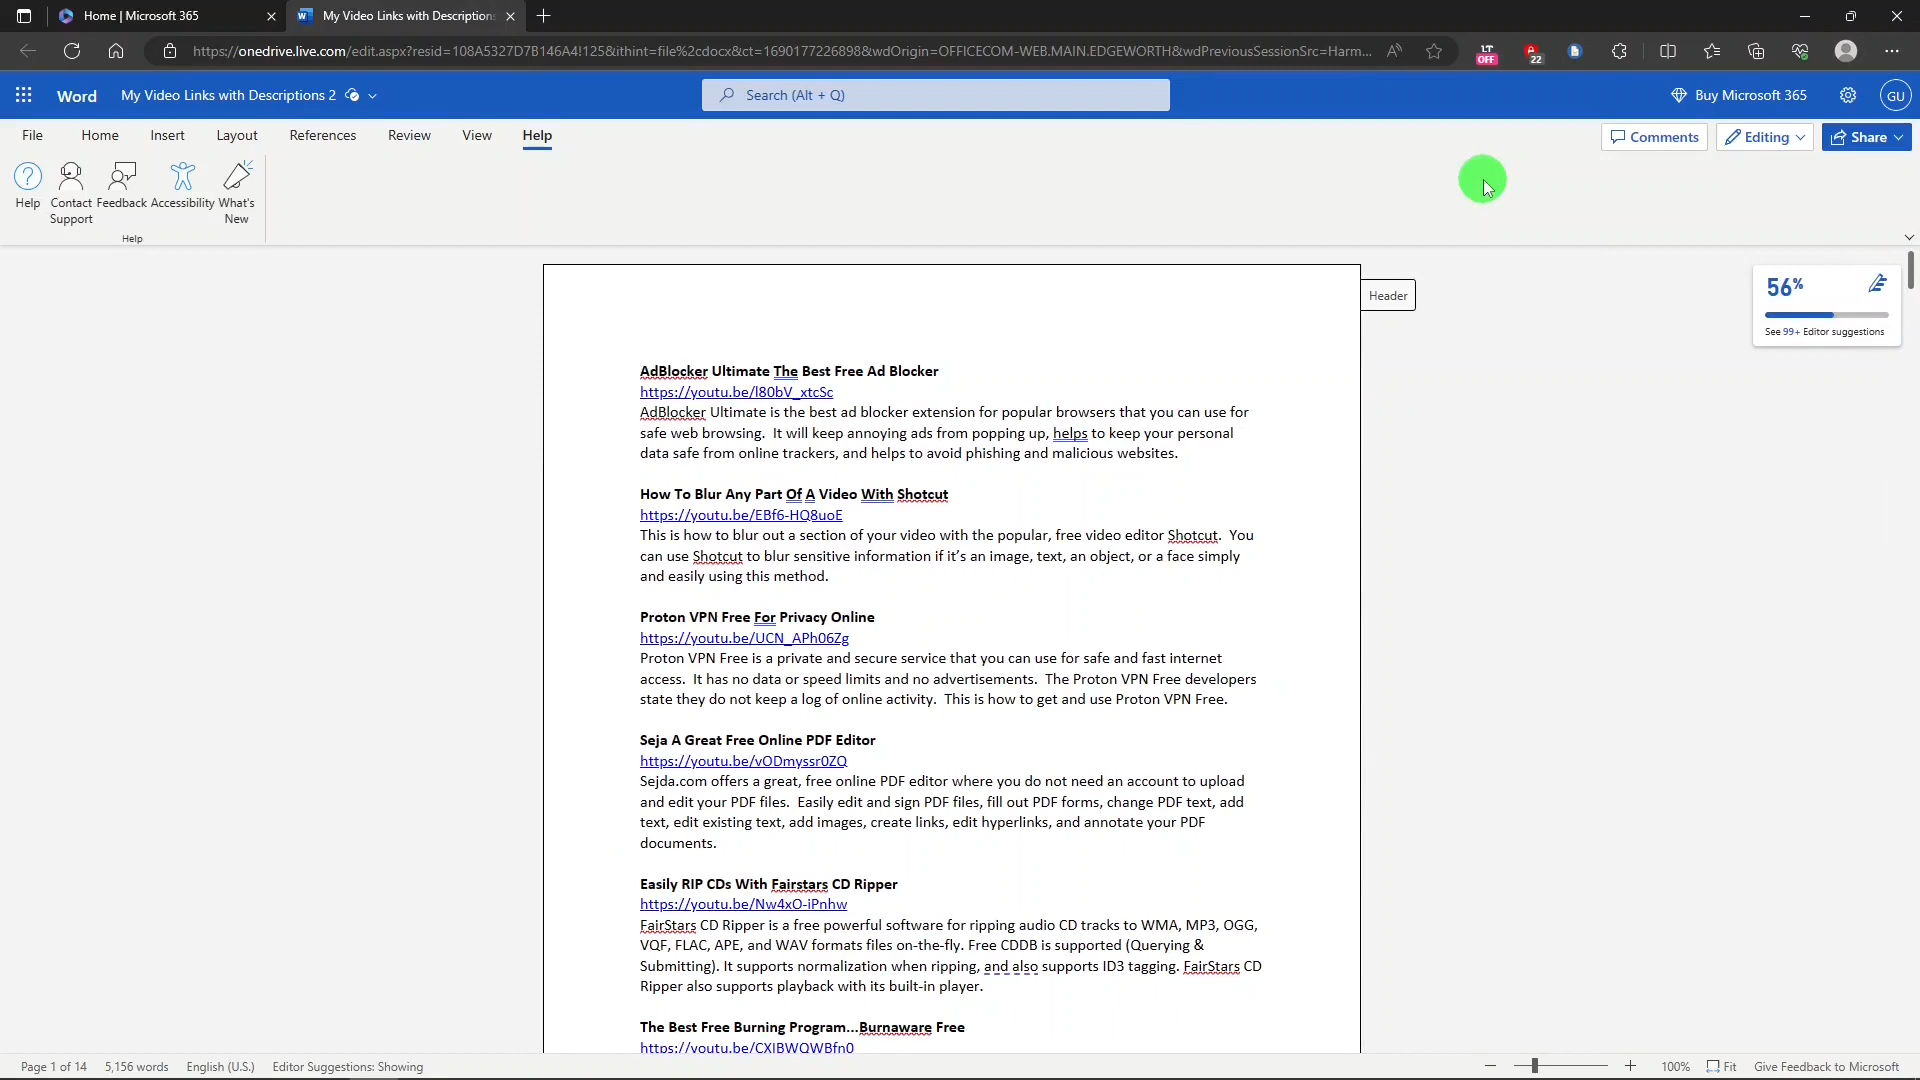 Home | Microsoft 365
My Video Links with Descriptions
https://onedrive.live.com/edit.aspx?resid=108A5327D7B146A4!125&ithint=file%2cdocx&ct=1690177226898&wdOrigin=OFFICECOM-WEB.MAIN.EDGEWORTH&wdPreviousSessionSrc=Harm...
OFF
22
Word
My Video Links with Descriptions 2
Search (Alt + Q)
Buy Microsoft 365
GU
File
Home
Insert
Layout
References
Review
View
Help
Comments
Editing
Share
Help
Contact Support
Feedback
Accessibility
What's New
Help
Header
56%
See 99+ Editor suggestions
AdBlocker Ultimate The Best Free Ad Blocker
https://youtu.be/l80bV_xtcSc
AdBlocker Ultimate is the best ad blocker extension for popular browsers that you can use for
safe web browsing.  It will keep annoying ads from popping up, helps to keep your personal
data safe from online trackers, and helps to avoid phishing and malicious websites.
How To Blur Any Part Of A Video With Shotcut
https://youtu.be/EBf6-HQ8uoE
This is how to blur out a section of your video with the popular, free video editor Shotcut.  You
can use Shotcut to blur sensitive information if it's an image, text, an object, or a face simply
and easily using this method.
Proton VPN Free For Privacy Online
https://youtu.be/UCN_APh06Zg
Proton VPN Free is a private and secure service that you can use for safe and fast internet
access.  It has no data or speed limits and no advertisements.  The Proton VPN Free developers
state they do not keep a log of online activity.  This is how to get and use Proton VPN Free.
Seja A Great Free Online PDF Editor
https://youtu.be/vODmyssr0ZQ
Sejda.com offers a great, free online PDF editor where you do not need an account to upload
and edit your PDF files.  Easily edit and sign PDF files, fill out PDF forms, change PDF text, add
text, edit existing text, add images, create links, edit hyperlinks, and annotate your PDF
documents.
Easily RIP CDs With Fairstars CD Ripper
https://youtu.be/Nw4xO-iPnhw
FairStars CD Ripper is a free powerful software for ripping audio CD tracks to WMA, MP3, OGG,
VQF, FLAC, APE, and WAV formats files on-the-fly. Free CDDB is supported (Querying &
Submitting). It supports normalization when ripping, and also supports ID3 tagging. FairStars CD
Ripper also supports playback with its built-in player.
The Best Free Burning Program...Burnaware Free
https://youtu.be/CXIBWQWBfn0
Page 1 of 14
5,156 words
English (U.S.)
Editor Suggestions: Showing
100%
Fit
Give Feedback to Microsoft